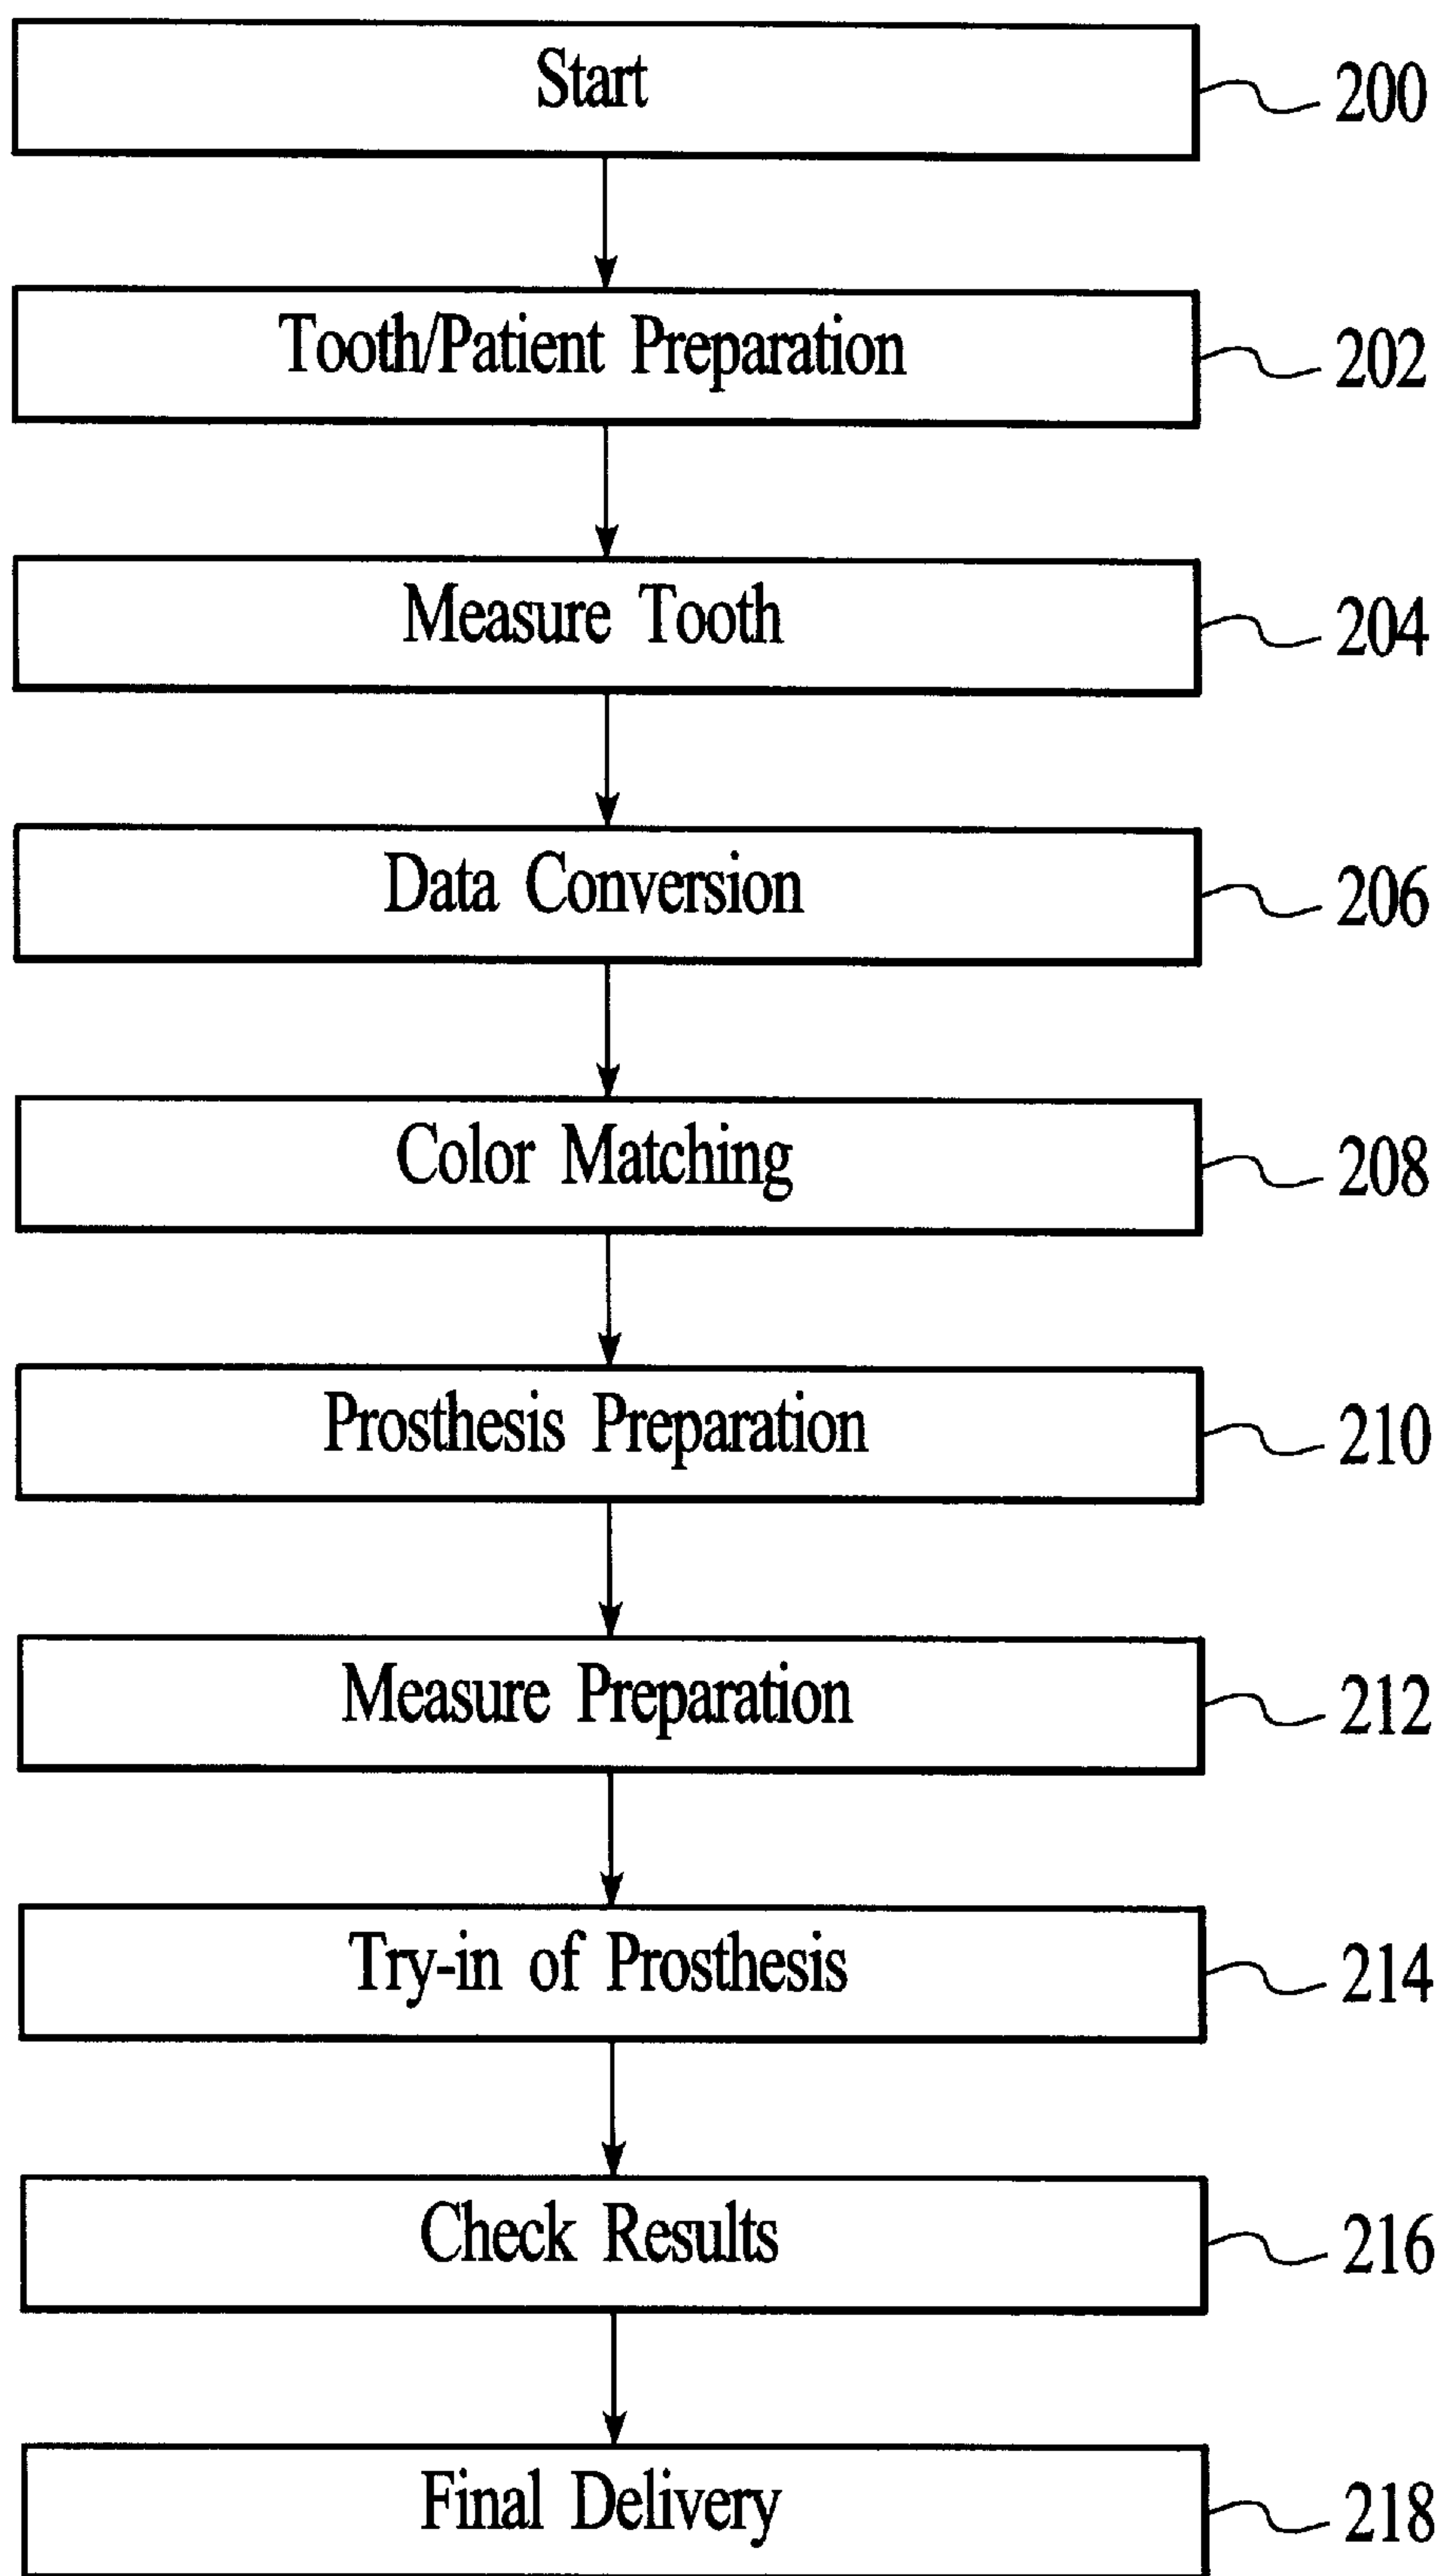 Start 200
Tooth/Patient Preparation 202
Measure Tooth 204
Data Conversion 206
Color Matching 208
Prosthesis Preparation 210
Measure Preparation 212
Try-in of Prosthesis 214
Check Results 216
Final Delivery 218